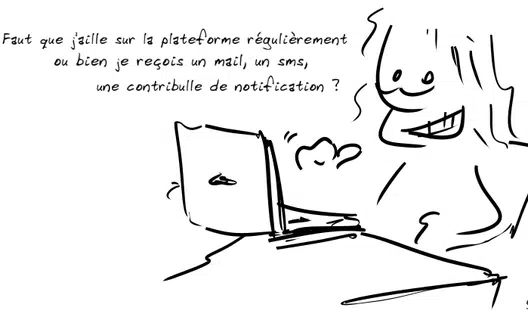 Faut que j'aille sur la plateforme régulièrement
ou bien je reçois un mail, un sms,
une contribulle de notification ?